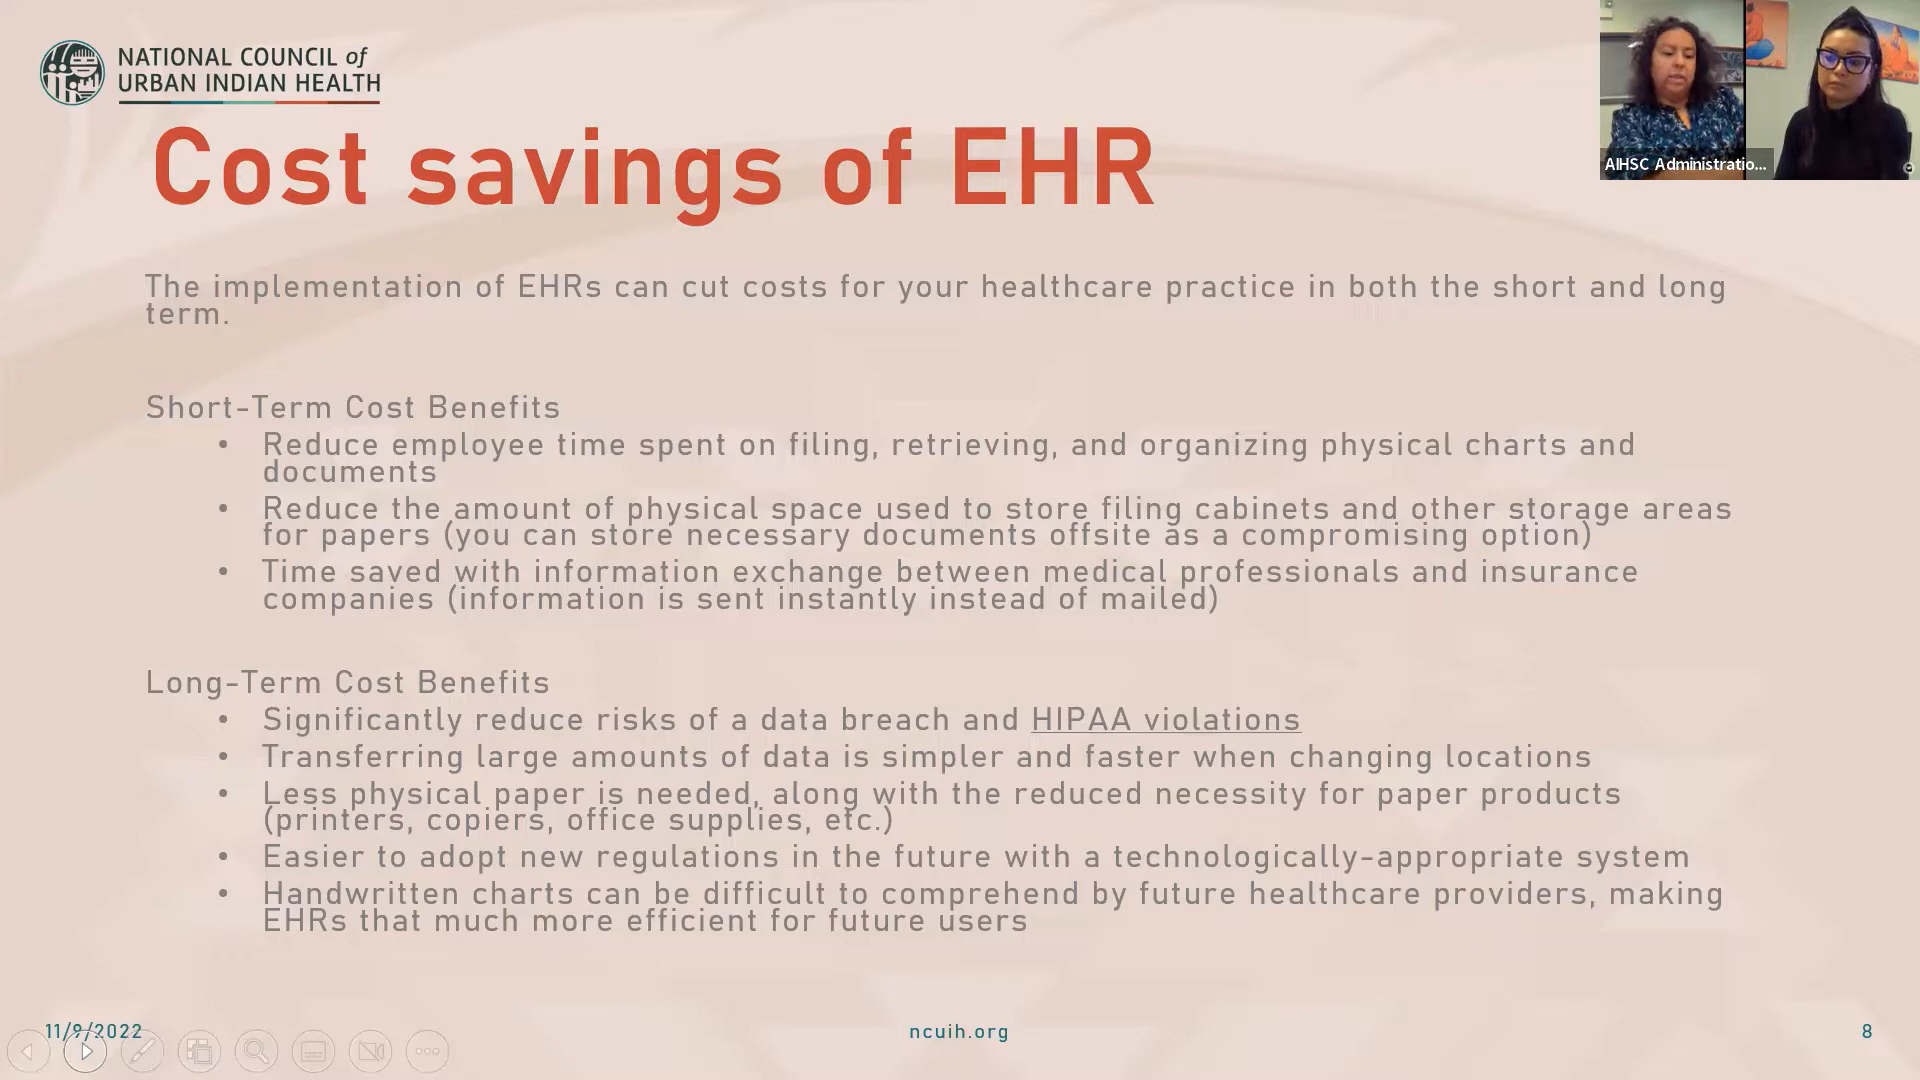 NATIONAL COUNCIL of
URBAN INDIAN HEALTH
AIHSC Administratio...
Cost savings of EHR
The implementation of EHRs can cut costs for your healthcare practice in both the short and long
term.
Short-Term Cost Benefits
• Reduce employee time spent on filing, retrieving, and organizing physical charts and
documents
• Reduce the amount of physical space used to store filing cabinets and other storage areas
for papers (you can store necessary documents offsite as a compromising option)
• Time saved with information exchange between medical professionals and insurance
companies (information is sent instantly instead of mailed)
Long-Term Cost Benefits
• Significantly reduce risks of a data breach and HIPAA violations
• Transferring large amounts of data is simpler and faster when changing locations
• Less physical paper is needed, along with the reduced necessity for paper products
(printers, copiers, office supplies, etc.)
• Easier to adopt new regulations in the future with a technologically-appropriate system
• Handwritten charts can be difficult to comprehend by future healthcare providers, making
EHRs that much more efficient for future users
11/9/2022
ncuih.org
8